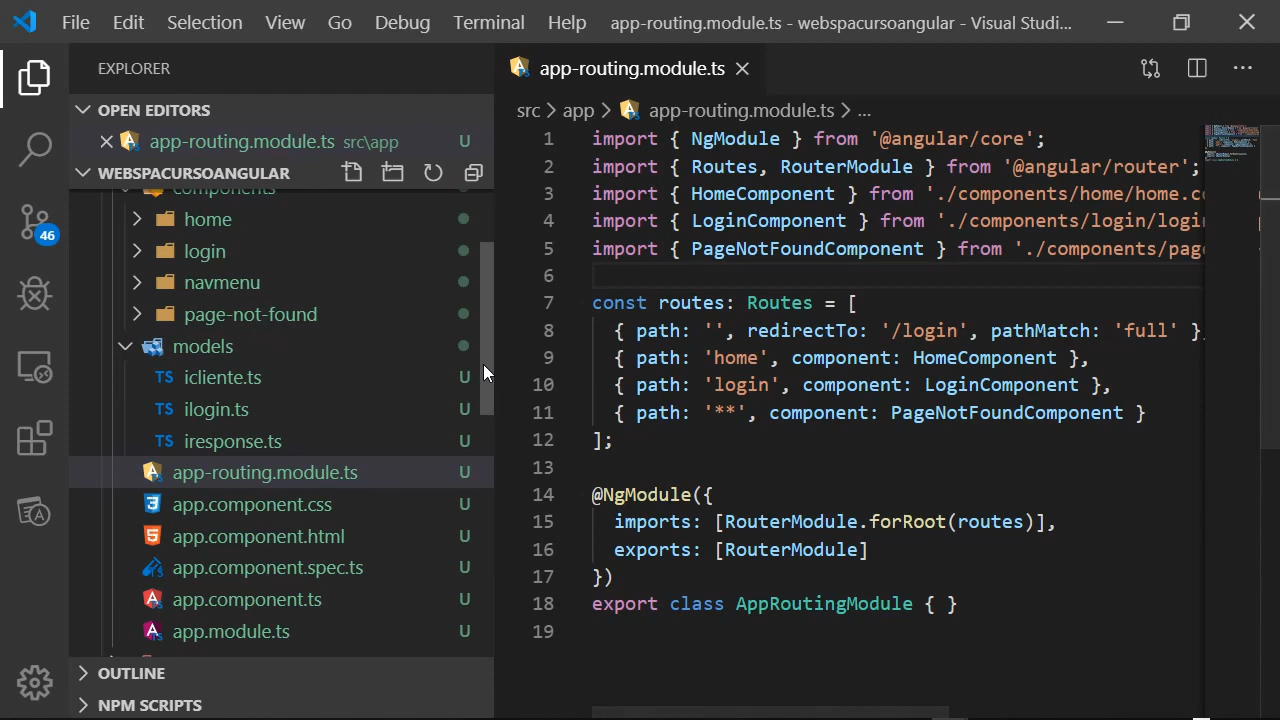 File Edit Selection View Go Debug Terminal Help app-routing.module.ts - webspacursoangular - Visual Studi...
EXPLORER
OPEN EDITORS
app-routing.module.ts src\app U
WEBSPACURSOANGULAR
components
home
login
navmenu
page-not-found
models
TS icliente.ts U
TS ilogin.ts U
TS iresponse.ts U
app-routing.module.ts U
app.component.css U
app.component.html U
app.component.spec.ts U
app.component.ts U
app.module.ts U
OUTLINE
NPM SCRIPTS
46
app-routing.module.ts
src > app > app-routing.module.ts > ...
1 import { NgModule } from '@angular/core';
2 import { Routes, RouterModule } from '@angular/router';
3 import { HomeComponent } from './components/home/home.co
4 import { LoginComponent } from './components/login/login
5 import { PageNotFoundComponent } from './components/page
6
7 const routes: Routes = [
8 { path: '', redirectTo: '/login', pathMatch: 'full' }
9 { path: 'home', component: HomeComponent },
10 { path: 'login', component: LoginComponent },
11 { path: '**', component: PageNotFoundComponent }
12 ];
13
14 @NgModule({
15 imports: [RouterModule.forRoot(routes)],
16 exports: [RouterModule]
17 })
18 export class AppRoutingModule { }
19